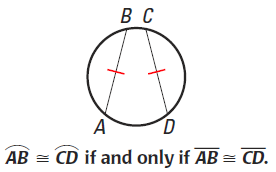 B C
A D
AB ≅ CD if and only if AB ≅ CD.